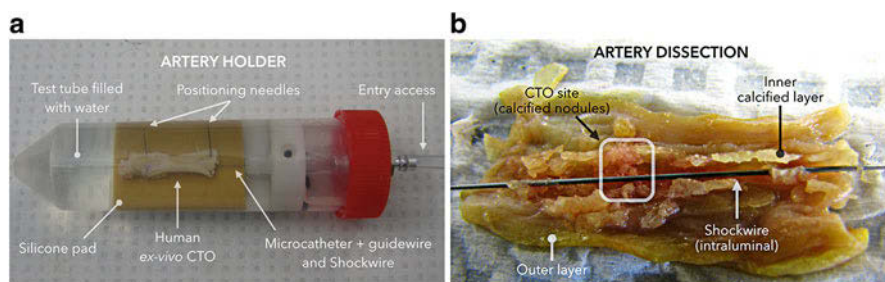 a
ARTERY HOLDER
Test tube filled
with water
Positioning needles
Entry access
Silicone pad
Human
ex-vivo CTO
Microcatheter + guidewire
and Shockwire
b
ARTERY DISSECTION
CTO site
(calcified nodules)
Inner
calcified layer
Shockwire
(intraluminal)
Outer layer